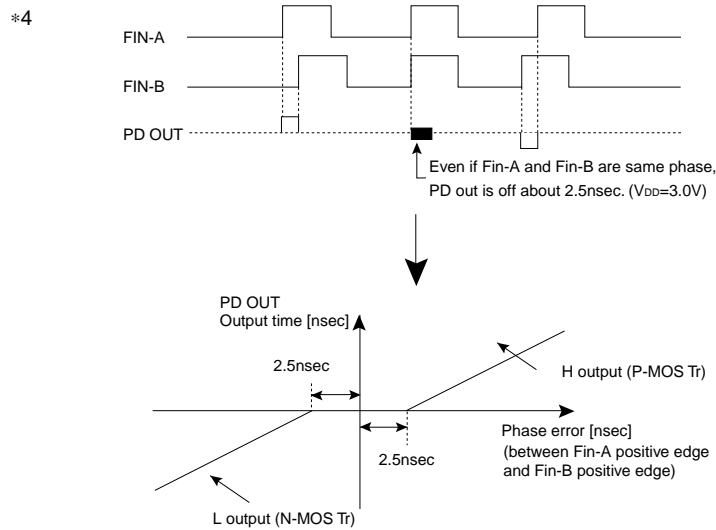 *4
FIN-A
FIN-B
PD OUT
Even if Fin-A and Fin-B are same phase,
PD out is off about 2.5nsec. (VDD=3.0V)
PD OUT
Output time [nsec]
2.5nsec
H output (P-MOS Tr)
Phase error [nsec]
(between Fin-A positive edge
and Fin-B positive edge)
2.5nsec
L output (N-MOS Tr)